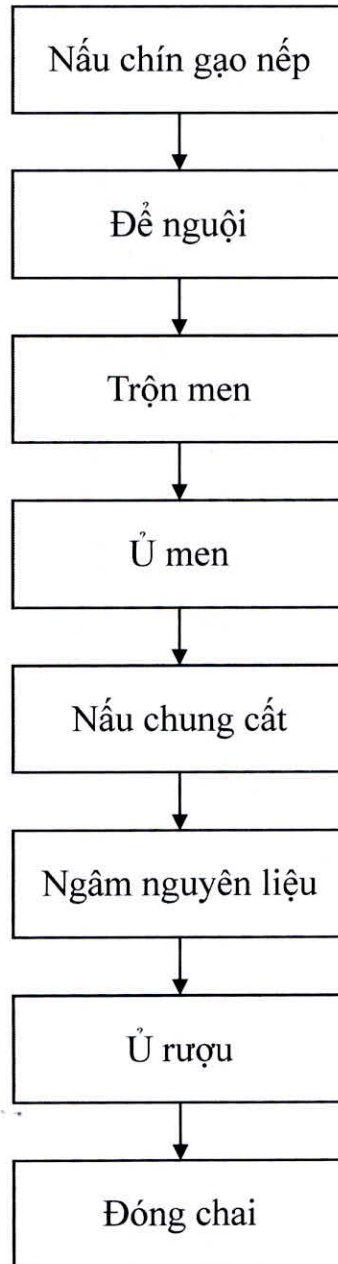 Nấu chín gạo nếp
Để nguội
Trộn men
Ủ men
Nấu chung cất
Ngâm nguyên liệu
Ủ rượu
Đóng chai